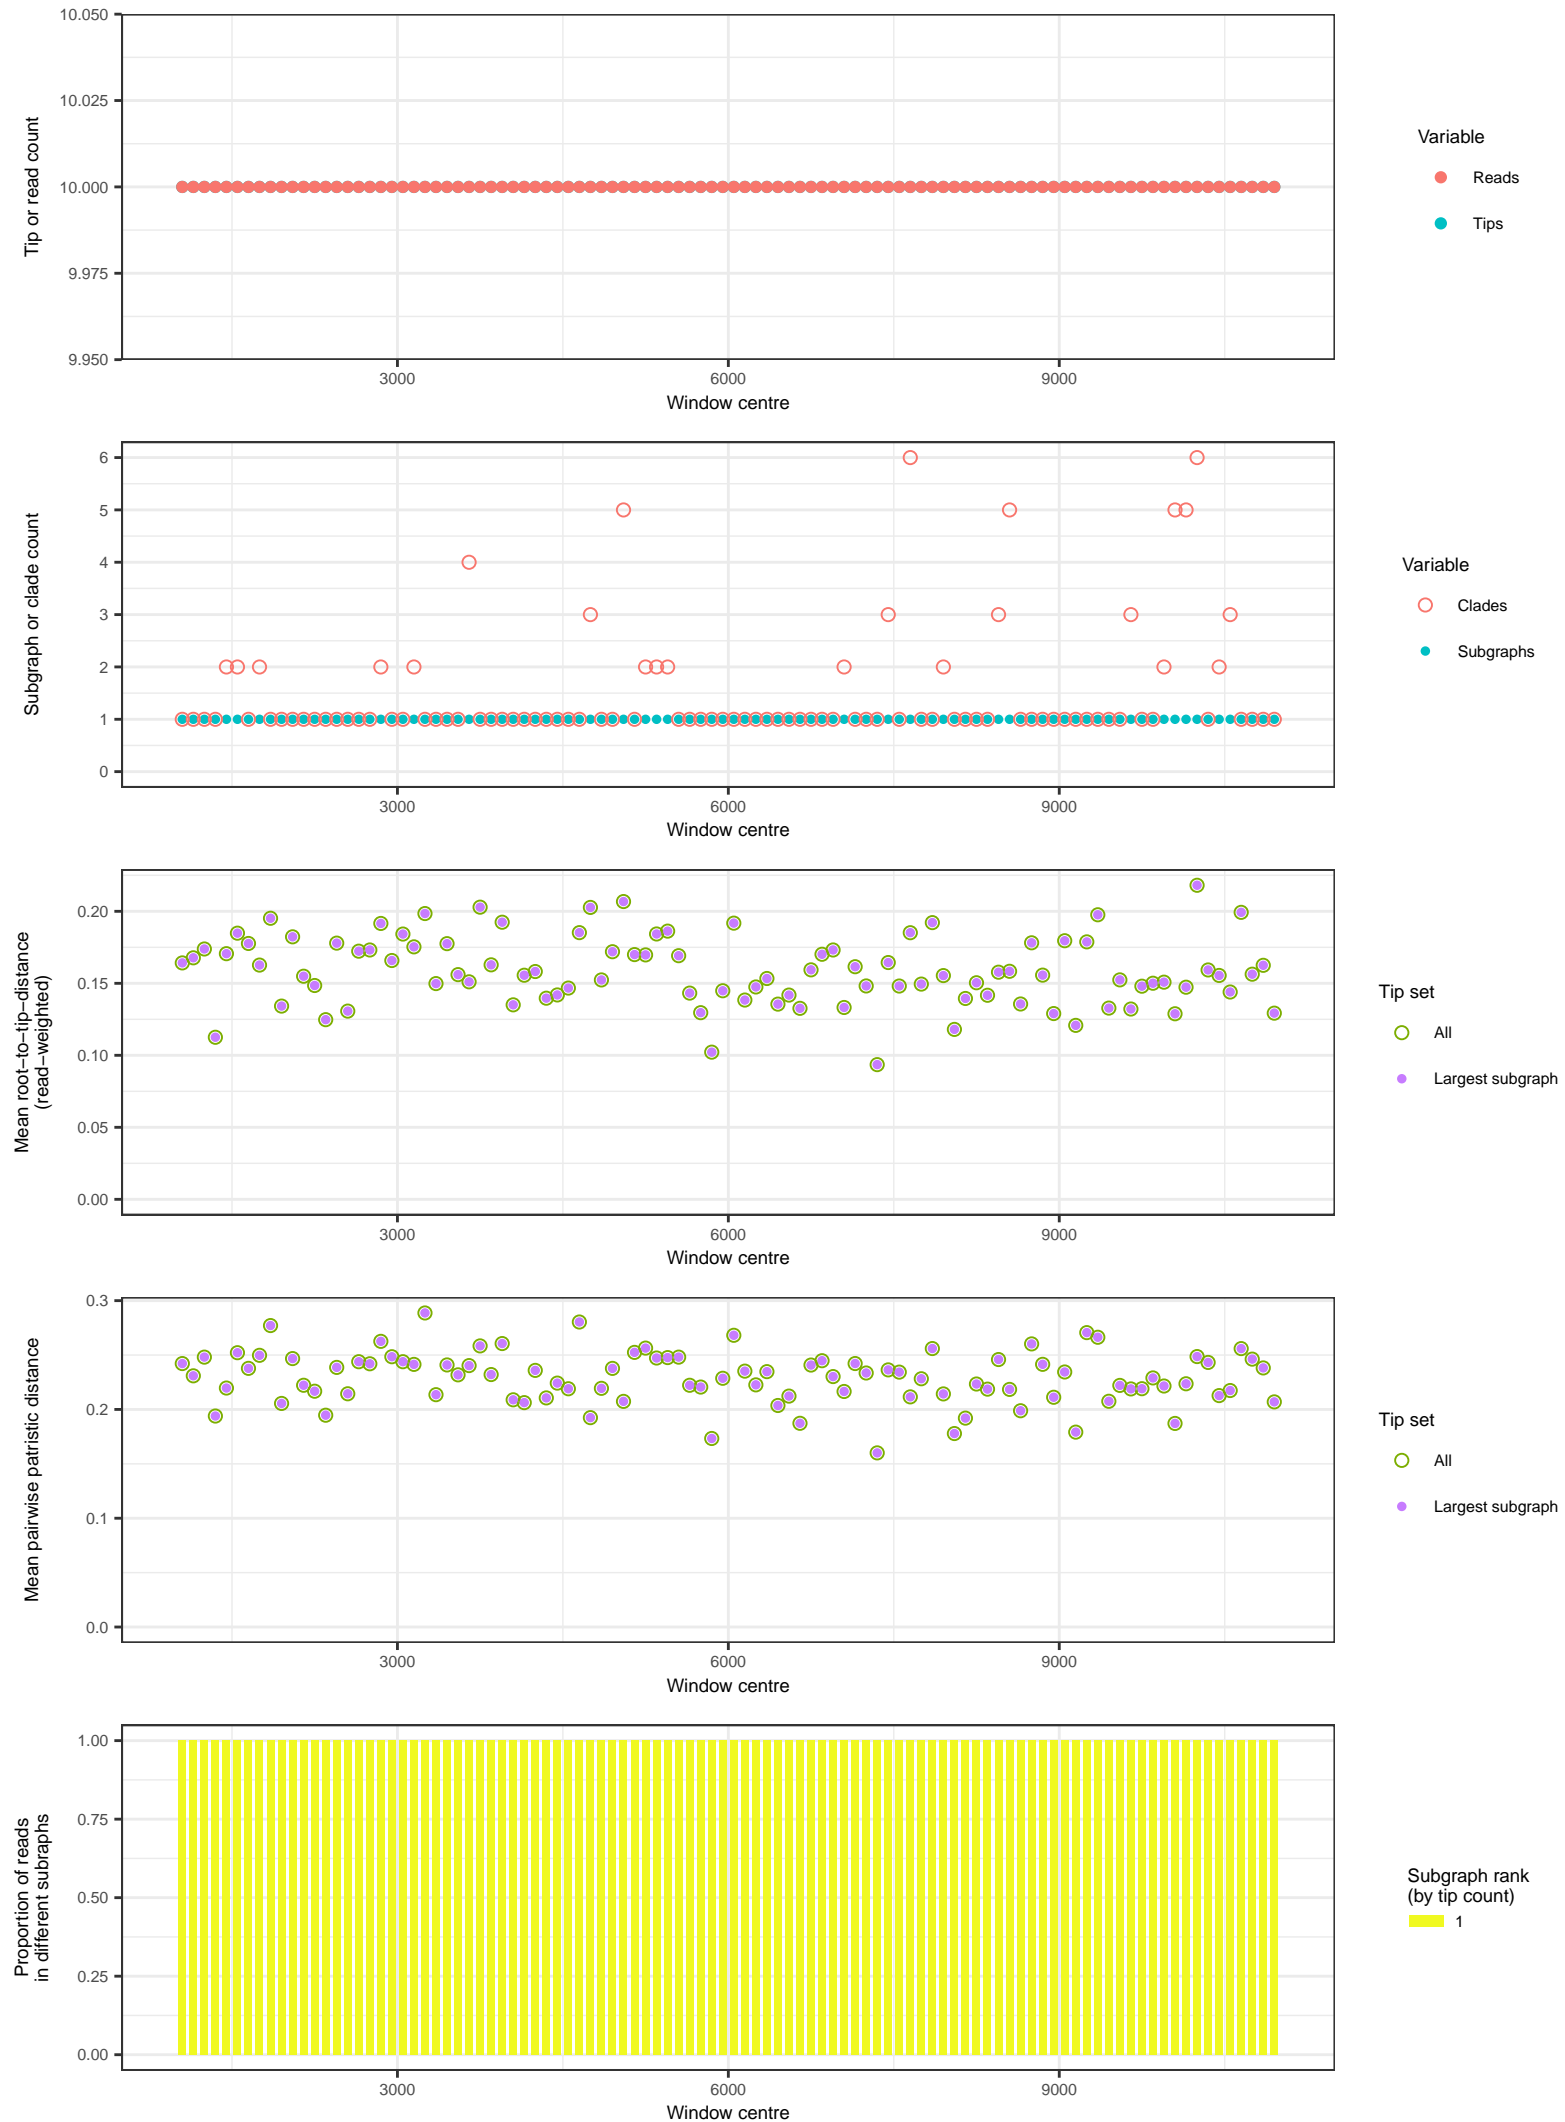 10.050
10.025
10.000
9.975
9.950
Tip or read count
3000
6000
9000
Window centre
Variable
Reads
Tips
6
5
4
3
2
1
0
Subgraph or clade count
3000
6000
9000
Window centre
Variable
Clades
Subgraphs
0.20
0.15
0.10
0.05
0.00
Mean root−to−tip−distance
(read−weighted)
3000
6000
9000
Window centre
Tip set
All
Largest subgraph
0.3
0.2
0.1
0.0
Mean pairwise patristic distance
3000
6000
9000
Window centre
Tip set
All
Largest subgraph
1.00
0.75
0.50
0.25
0.00
Proportion of reads
in different subraphs
3000
6000
9000
Window centre
Subgraph rank
(by tip count)
1